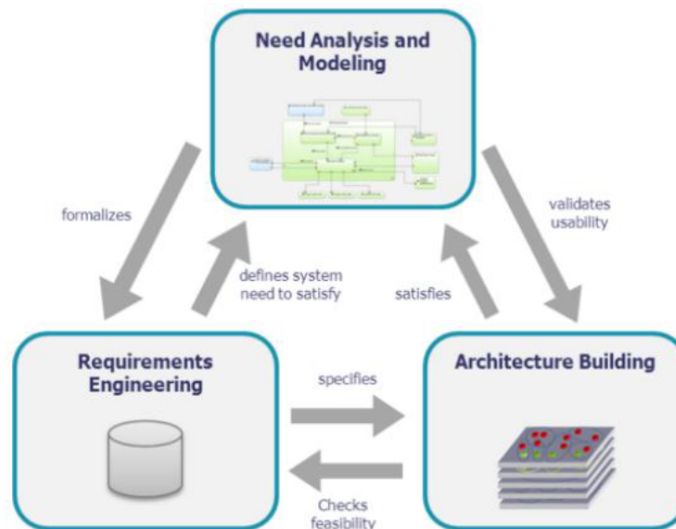 Need Analysis and
Modeling
formalizes
validates
usability
defines system
need to satisfy
satisfies
Requirements
Engineering
specifies
Architecture Building
Checks
feasibility